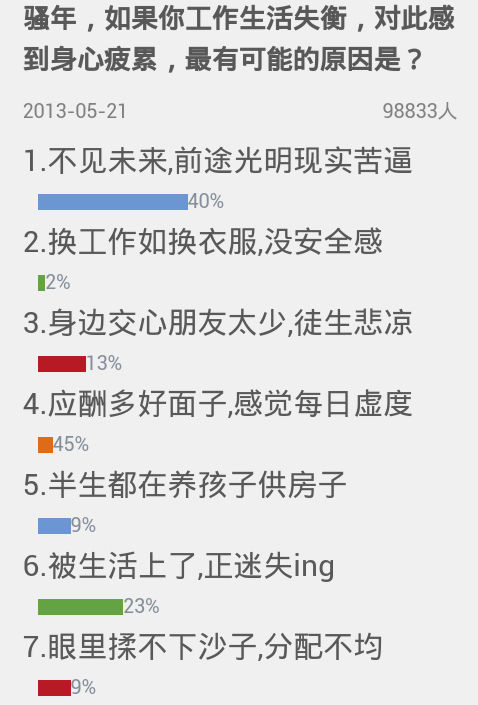 骚年，如果你工作生活失衡，对此感
到身心疲累，最有可能的原因是？
2013-05-21 98833人
1.不见未来,前途光明现实苦逼
40%
2.换工作如换衣服,没安全感
2%
3.身边交心朋友太少,徒生悲凉
13%
4.应酬多好面子,感觉每日虚度
45%
5.半生都在养孩子供房子
9%
6.被生活上了,正迷失ing
23%
7.眼里揉不下沙子,分配不均
9%